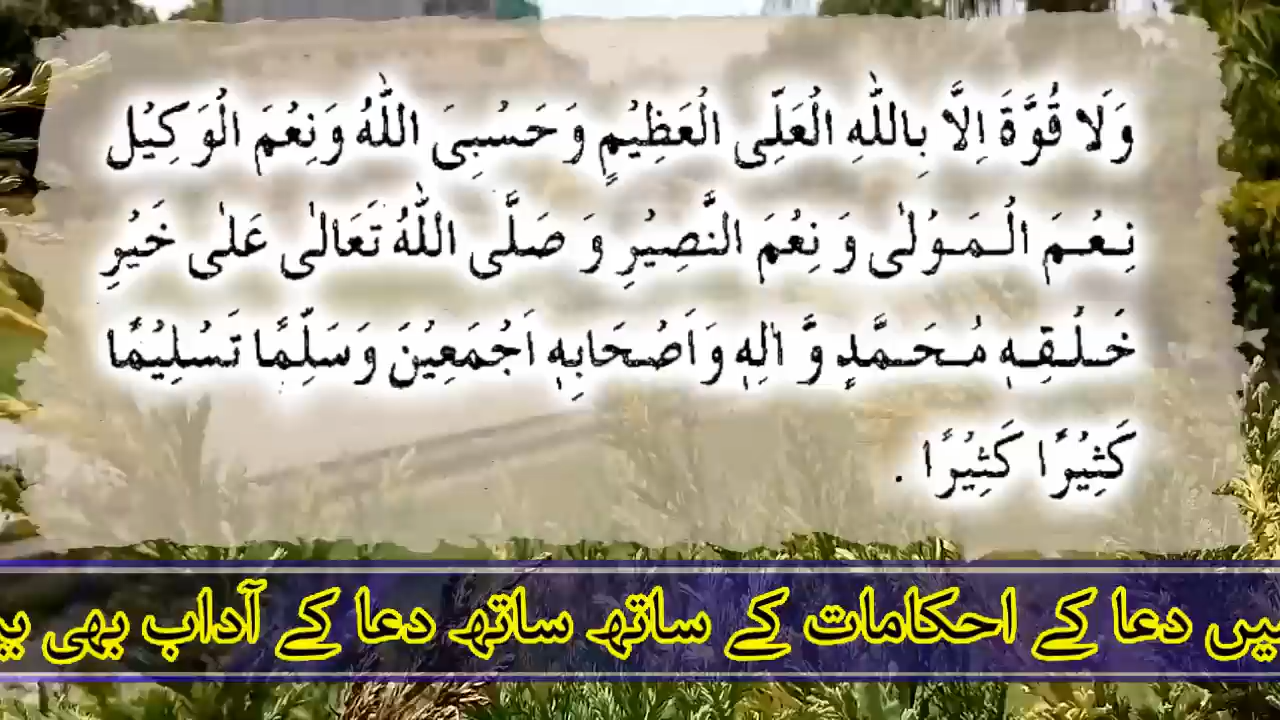 وَلَا قُوَّةَ اِلَّا بِاللّٰهِ الْعَلِّی الْعَظِیْمِ وَحَسْبِیَ اللّٰهُ وَنِعْمَ الْوَکِیْل
نِعْمَ الْمَوْلٰی وَ نِعْمَ النَّصِیْرِ وَ صَلَّی اللّٰهُ تَعَالٰی عَلٰی خَیْرِ
خَلْقِهٖ مُحَمَّدٍ وَّ اٰلِهٖ وَاَصْحَابِهٖ اَجْمَعِیْنَ وَسَلِّمًا تَسْلِیْمًا
کَثِیْرًا کَثِیْرًا .
دعا کے احکامات کے ساتھ ساتھ دعا کے آداب بھی